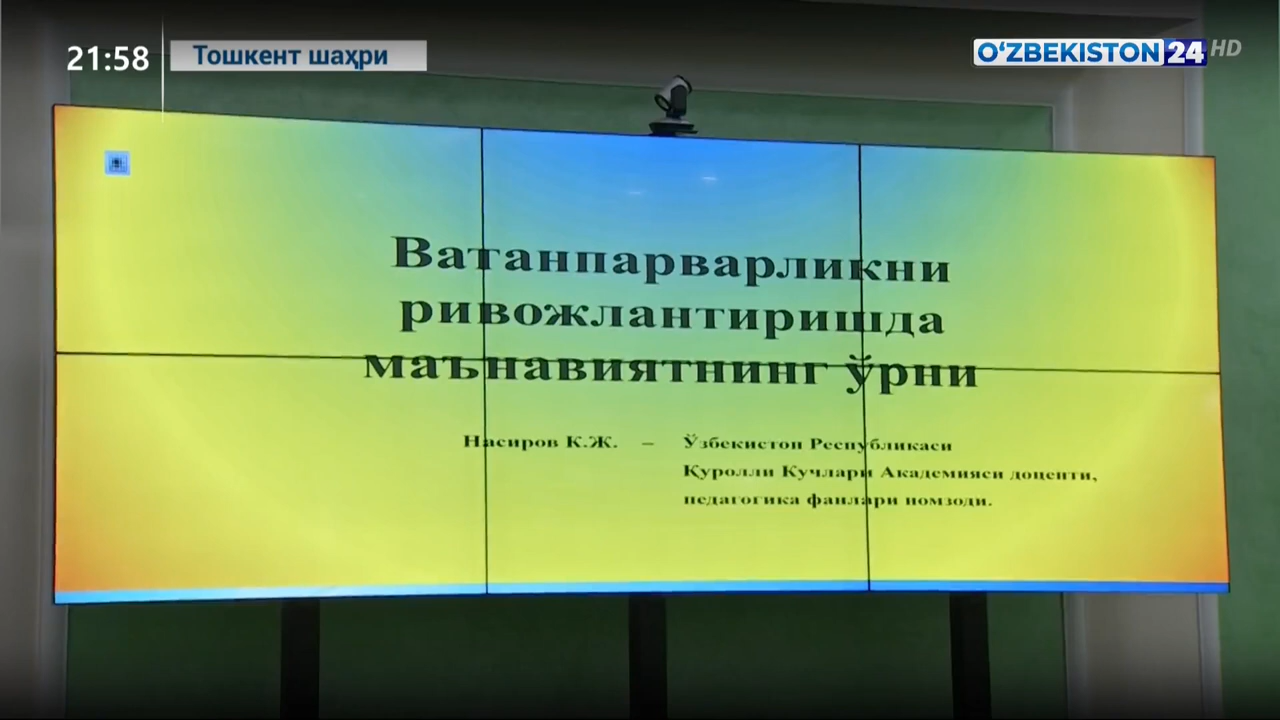 21:58
Тошкент шаҳри
O‘ZBEKISTON 24 HD
Ватанпарварликни
ривожлантиришда
маънавиятнинг ўрни
Насиров К.Ж. – Ўзбекистон Республикаси
Қуролли Кучлари Академияси доценти,
педагогика фанлари номзоди.